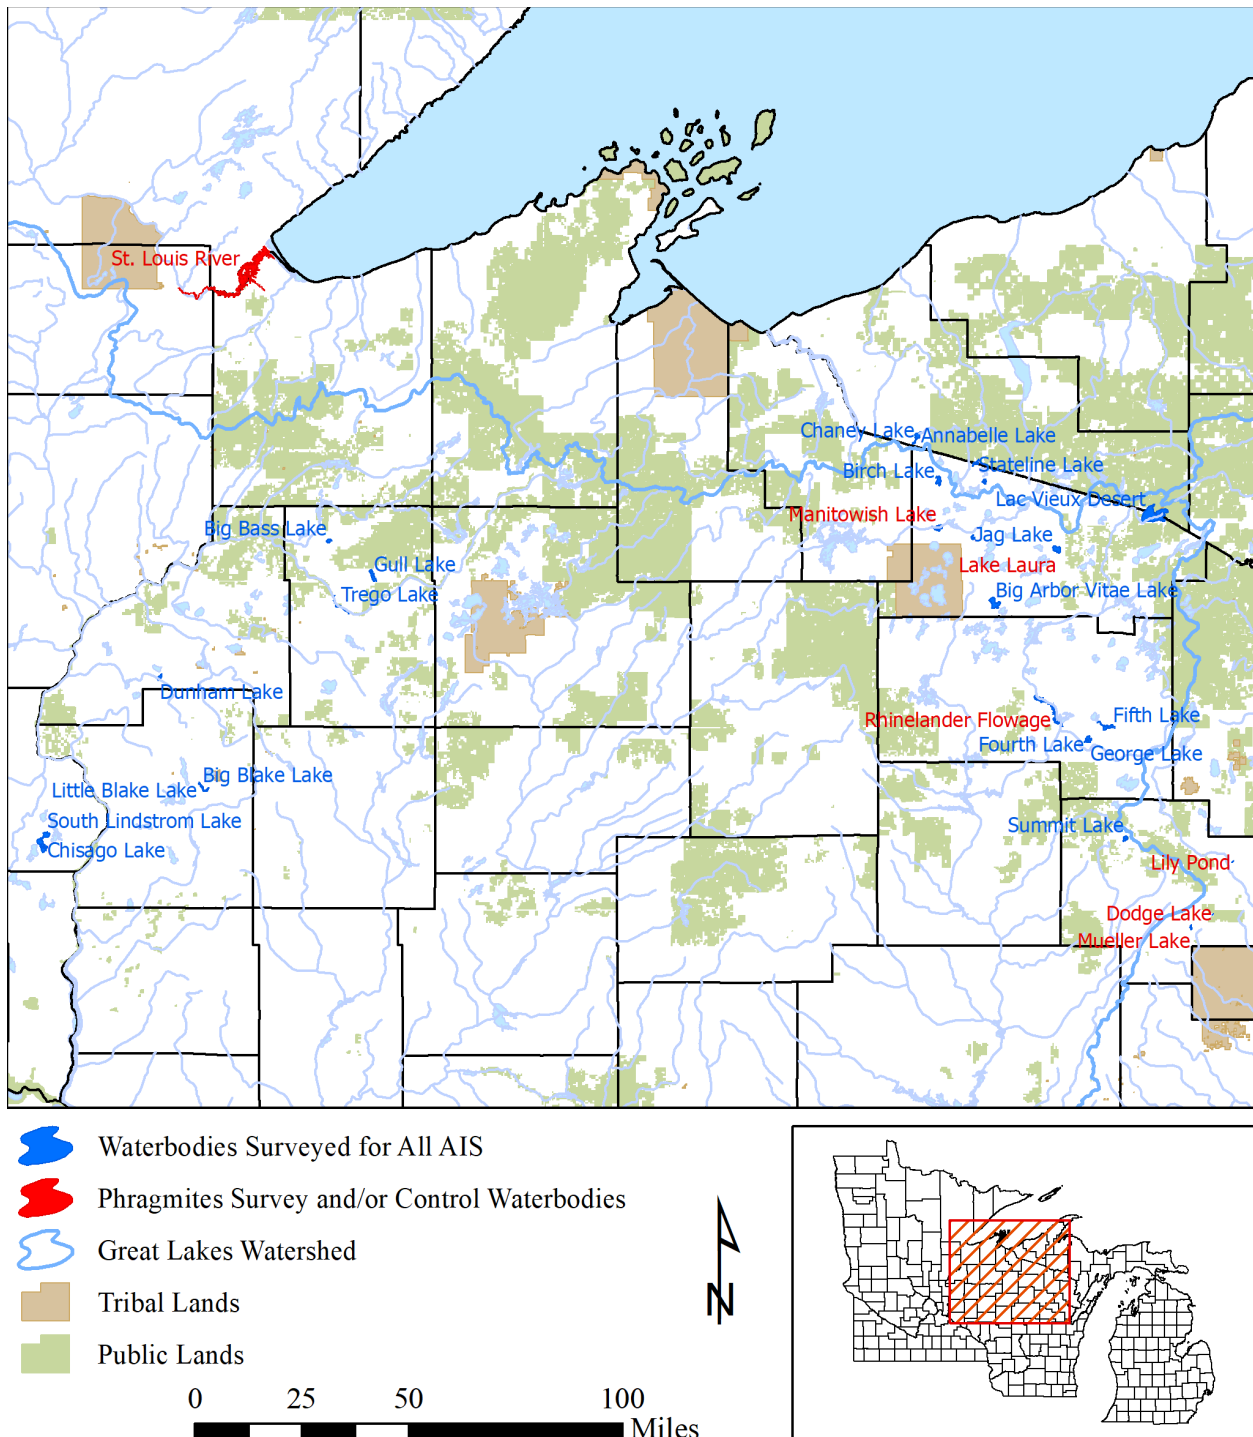 St. Louis River
Chaney Lake
Annabelle Lake
Birch Lake
Stateline Lake
Lac Vieux Desert
Manitowish Lake
Big Bass Lake
Jag Lake
Gull Lake
Lake Laura
Trego Lake
Big Arbor Vitae Lake
Dunham Lake
Rhinelander Flowage
Fifth Lake
Fourth Lake
George Lake
Big Blake Lake
Little Blake Lake
South Lindstrom Lake
Summit Lake
Chisago Lake
Lily Pond
Dodge Lake
Mueller Lake
Waterbodies Surveyed for All AIS
Phragmites Survey and/or Control Waterbodies
Great Lakes Watershed
Tribal Lands
Public Lands
N
0 25 50 100
Miles